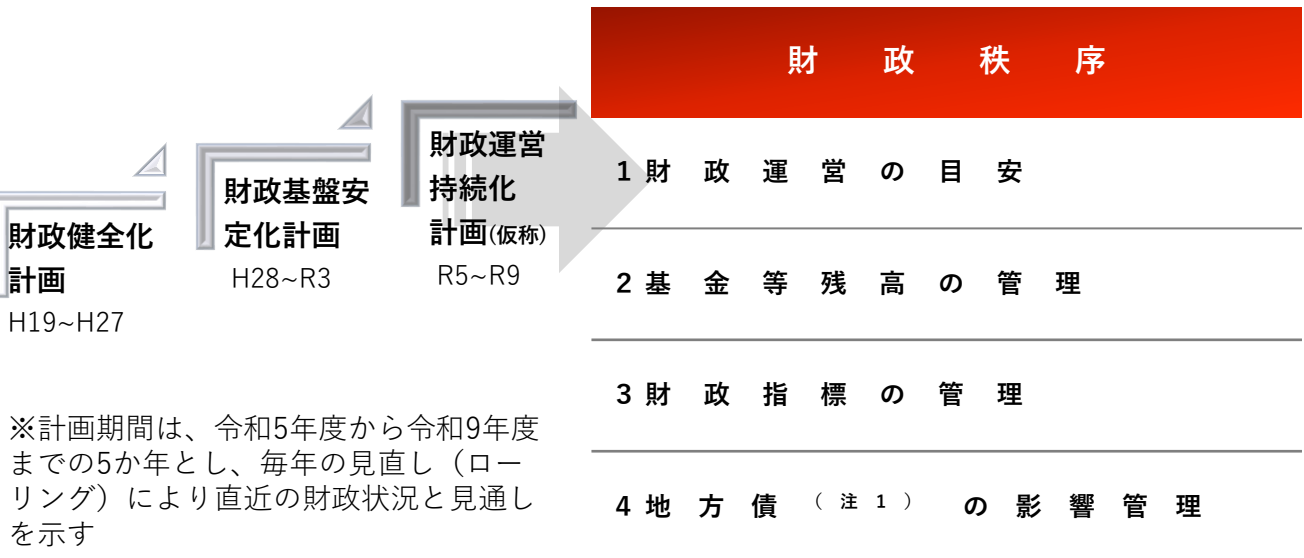 財政健全化
計画
H19~H27
財政基盤安
定化計画
H28~R3
財政運営
持続化
計画(仮称)
R5~R9
※計画期間は、令和5年度から令和9年度
までの5か年とし、毎年の見直し（ロー
リング）により直近の財政状況と見通し
を示す
財政秩序
1 財政運営の目安
2 基金等残高の管理
3 財政指標の管理
4 地方債（注1）の影響管理